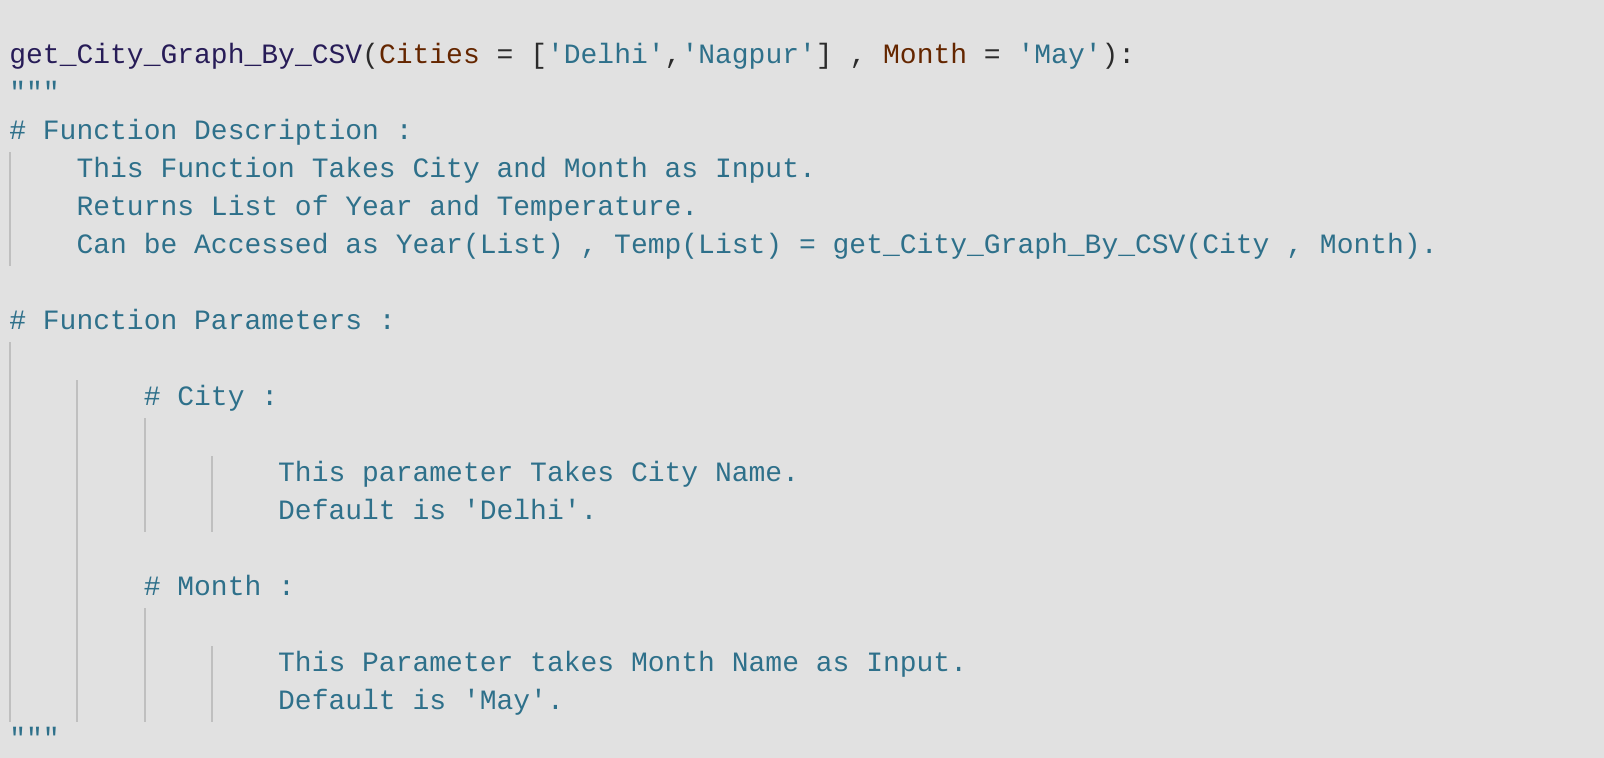 get_City_Graph_By_CSV(Cities = ['Delhi','Nagpur'] , Month = 'May'):
"""
# Function Description :
This Function Takes City and Month as Input.
Returns List of Year and Temperature.
Can be Accessed as Year(List) , Temp(List) = get_City_Graph_By_CSV(City , Month).
# Function Parameters :
# City :
This parameter Takes City Name.
Default is 'Delhi'.
# Month :
This Parameter takes Month Name as Input.
Default is 'May'.
"""